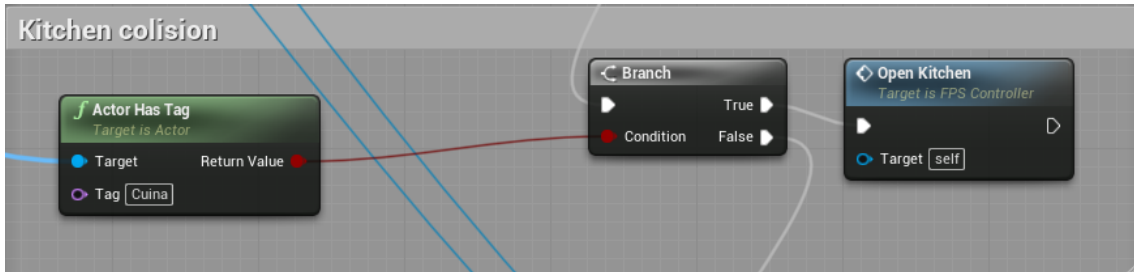 Kitchen colision
Actor Has Tag
Target is Actor
Target Return Value
Tag Cuina
Branch
True
Condition False
Open Kitchen
Target is FPS Controller
Target self